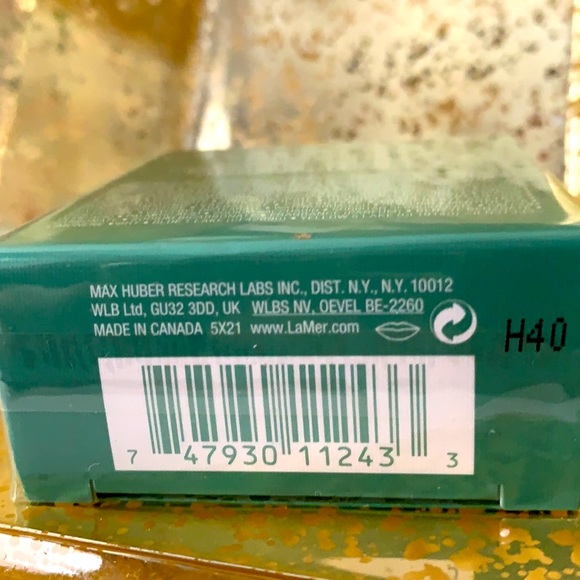 MAX HUBER RESEARCH LABS INC., DIST. N.Y., N.Y. 10012
WLB Ltd, GU32 3DD, UK WLBS NV. OEVEL BE-2260
MADE IN CANADA 5X21 www.LaMer.com
H40
7 47930 11243 3